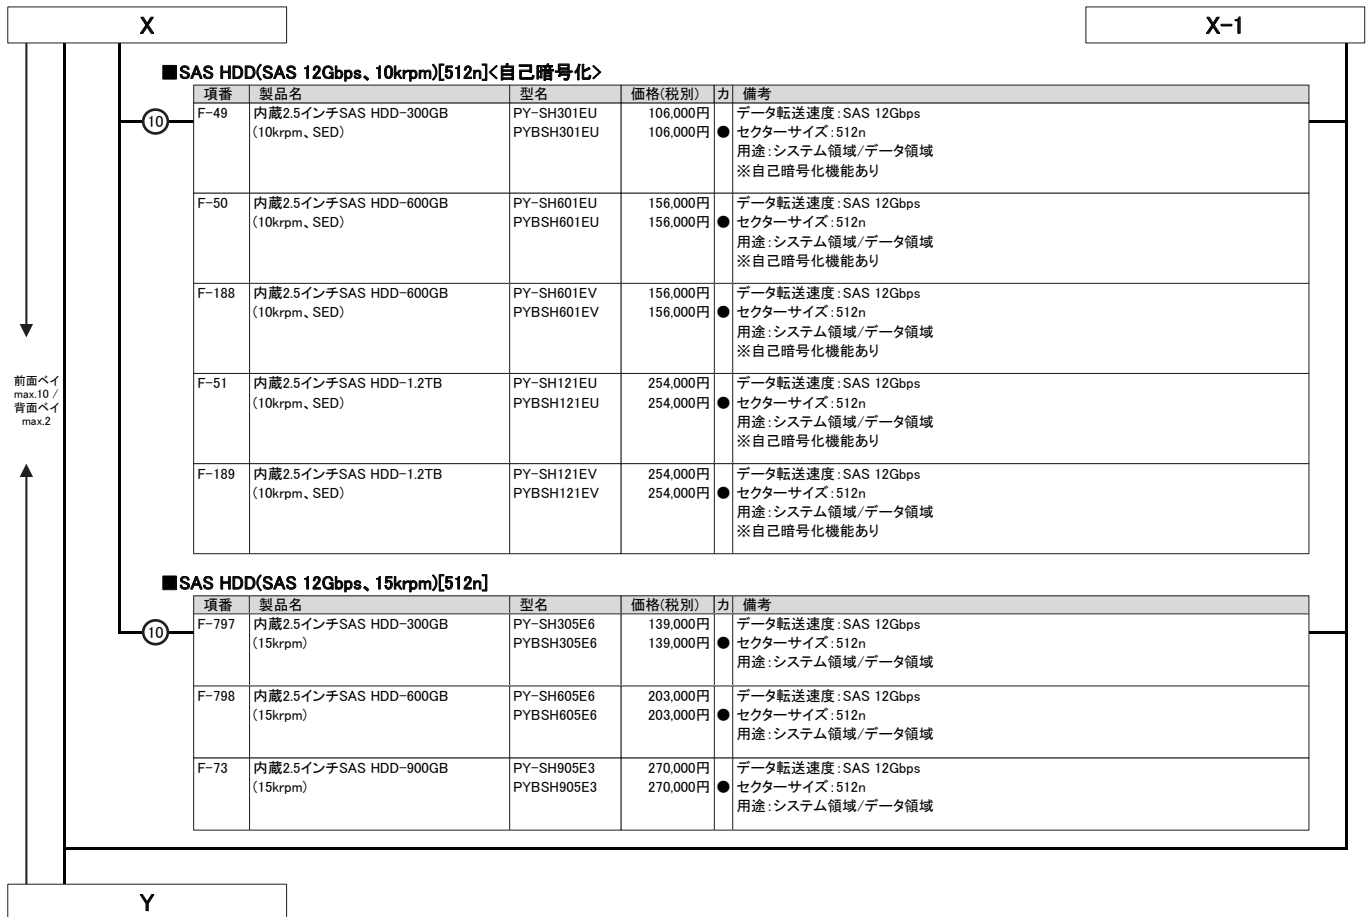 X
X-1
■SAS HDD(SAS 12Gbps、10krpm)[512n]<自己暗号化>
項番 製品名 型名 価格(税別) カ 備考
⑩
F-49 内蔵2.5インチSAS HDD-300GB PY-SH301EU 106,000円 データ転送速度:SAS 12Gbps
(10krpm、SED) PYBSH301EU 106,000円 ● セクターサイズ:512n
用途:システム領域/データ領域
※自己暗号化機能あり
F-50 内蔵2.5インチSAS HDD-600GB PY-SH601EU 156,000円 データ転送速度:SAS 12Gbps
(10krpm、SED) PYBSH601EU 156,000円 ● セクターサイズ:512n
用途:システム領域/データ領域
※自己暗号化機能あり
F-188 内蔵2.5インチSAS HDD-600GB PY-SH601EV 156,000円 データ転送速度:SAS 12Gbps
(10krpm、SED) PYBSH601EV 156,000円 ● セクターサイズ:512n
用途:システム領域/データ領域
※自己暗号化機能あり
前面ベイ
max.10 /
背面ベイ
max.2
F-51 内蔵2.5インチSAS HDD-1.2TB PY-SH121EU 254,000円 データ転送速度:SAS 12Gbps
(10krpm、SED) PYBSH121EU 254,000円 ● セクターサイズ:512n
用途:システム領域/データ領域
※自己暗号化機能あり
F-189 内蔵2.5インチSAS HDD-1.2TB PY-SH121EV 254,000円 データ転送速度:SAS 12Gbps
(10krpm、SED) PYBSH121EV 254,000円 ● セクターサイズ:512n
用途:システム領域/データ領域
※自己暗号化機能あり
■SAS HDD(SAS 12Gbps、15krpm)[512n]
項番 製品名 型名 価格(税別) カ 備考
⑩
F-797 内蔵2.5インチSAS HDD-300GB PY-SH305E6 139,000円 データ転送速度:SAS 12Gbps
(15krpm) PYBSH305E6 139,000円 ● セクターサイズ:512n
用途:システム領域/データ領域
F-798 内蔵2.5インチSAS HDD-600GB PY-SH605E6 203,000円 データ転送速度:SAS 12Gbps
(15krpm) PYBSH605E6 203,000円 ● セクターサイズ:512n
用途:システム領域/データ領域
F-73 内蔵2.5インチSAS HDD-900GB PY-SH905E3 270,000円 データ転送速度:SAS 12Gbps
(15krpm) PYBSH905E3 270,000円 ● セクターサイズ:512n
用途:システム領域/データ領域
Y